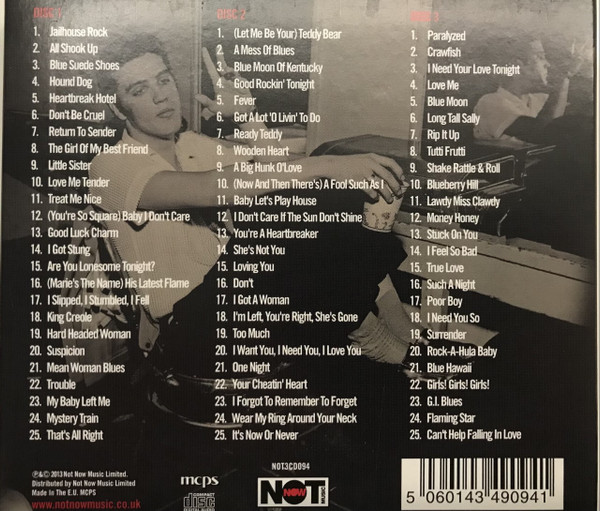 DISC 1
1. Jailhouse Rock
2. All Shook Up
3. Blue Suede Shoes
4. Hound Dog
5. Heartbreak Hotel
6. Don't Be Cruel
7. Return To Sender
8. The Girl Of My Best Friend
9. Little Sister
10. Love Me Tender
11. Treat Me Nice
12. (You're So Square) Baby I Don't Care
13. Good Luck Charm
14. I Got Stung
15. Are You Lonesome Tonight?
16. (Marie's The Name) His Latest Flame
17. I Slipped, I Stumbled, I Fell
18. King Creole
19. Hard Headed Woman
20. Suspicion
21. Mean Woman Blues
22. Trouble
23. My Baby Left Me
24. Mystery Train
25. That's All Right
DISC 2
1. (Let Me Be Your) Teddy Bear
2. A Mess Of Blues
3. Blue Moon Of Kentucky
4. Good Rockin' Tonight
5. Fever
6. Got A Lot 'O Livin' To Do
7. Ready Teddy
8. Wooden Heart
9. A Big Hunk O'Love
10. (Now And Then There's) A Fool Such As I
11. Baby Let's Play House
12. I Don't Care If The Sun Don't Shine
13. You're A Heartbreaker
14. She's Not You
15. Loving You
16. Don't
17. I Got A Woman
18. I'm Left, You're Right, She's Gone
19. Too Much
20. I Want You, I Need You, I Love You
21. One Night
22. Your Cheatin' Heart
23. I Forgot To Remember To Forget
24. Wear My Ring Around Your Neck
25. It's Now Or Never
DISC 3
1. Paralyzed
2. Crawfish
3. I Need Your Love Tonight
4. Love Me
5. Blue Moon
6. Long Tall Sally
7. Rip It Up
8. Tutti Frutti
9. Shake Rattle & Roll
10. Blueberry Hill
11. Lawdy Miss Clawdy
12. Money Honey
13. Stuck On You
14. I Feel So Bad
15. True Love
16. Such A Night
17. Poor Boy
18. I Need You So
19. Surrender
20. Rock-A-Hula Baby
21. Blue Hawaii
22. Girls! Girls! Girls!
23. G.I. Blues
24. Flaming Star
25. Can't Help Falling In Love
℗&© 2013 Not Now Music Limited.
Distributed by Not Now Music Limited
Made In The E.U. MCPS
www.notnowmusic.co.uk
mcps
COMPACT
disc
DIGITAL AUDIO
NOT3CD094
NOT NOW MUSIC
5 060143 490941